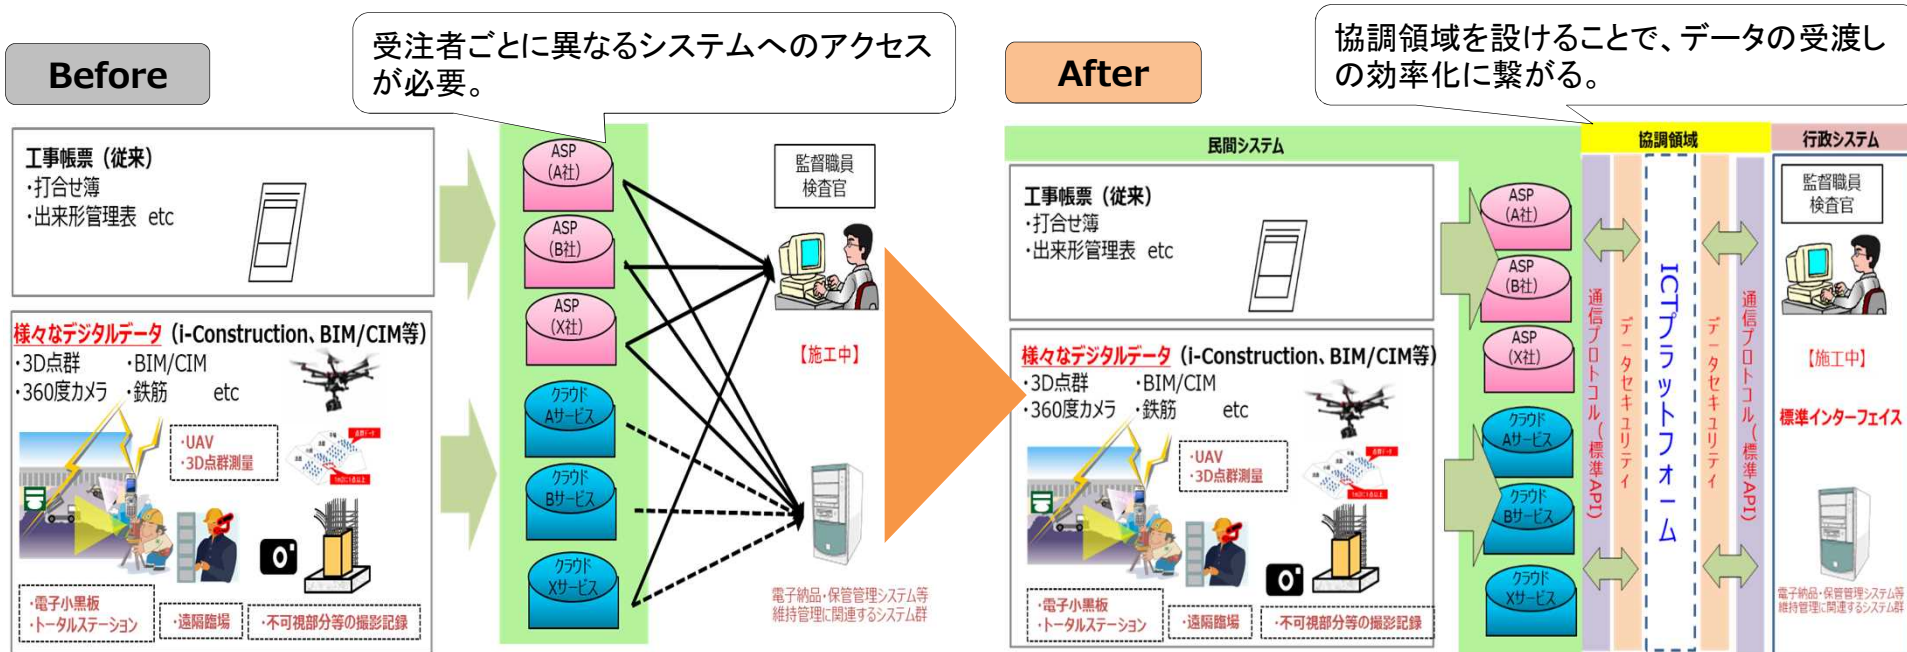 Before
受注者ごとに異なるシステムへのアクセス
が必要。
工事帳票（従来）
・打合せ簿
・出来形管理表 etc
様々なデジタルデータ（i-Construction、BIM/CIM等）
・3D点群 ・BIM/CIM
・360度カメラ ・鉄筋 etc
・UAV
・3D点群測量
・電子小黒板
・トータルステーション
・遠隔臨場
・不可視部分等の撮影記録
ASP
(A社)
ASP
(B社)
ASP
(X社)
クラウド
Aサービス
クラウド
Bサービス
クラウド
Xサービス
監督職員
検査官
【施工中】
電子納品・保管管理システム等
維持管理に関連するシステム群
After
協調領域を設けることで、データの受渡し
の効率化に繋がる。
民間システム
協調領域
行政システム
工事帳票（従来）
・打合せ簿
・出来形管理表 etc
様々なデジタルデータ（i-Construction、BIM/CIM等）
・3D点群 ・BIM/CIM
・360度カメラ ・鉄筋 etc
・UAV
・3D点群測量
・電子小黒板
・トータルステーション
・遠隔臨場
・不可視部分等の撮影記録
ASP
(A社)
ASP
(B社)
ASP
(X社)
クラウド
Aサービス
クラウド
Bサービス
クラウド
Xサービス
通信プロトコル（標準API）
データセキュリティ
ICTプラットフォーム
データセキュリティ
通信プロトコル（標準API）
監督職員
検査官
【施工中】
標準インターフェイス
電子納品・保管管理システム等
維持管理に関連するシステム群